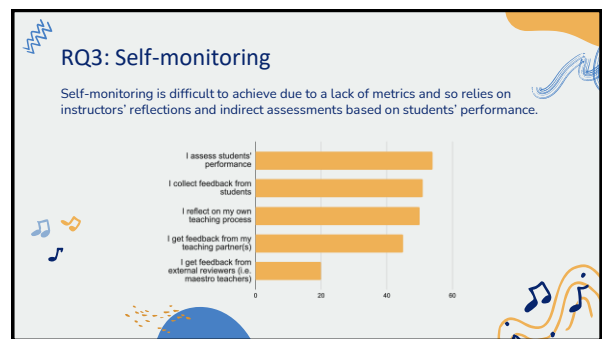 RQ3: Self-monitoring
Self-monitoring is difficult to achieve due to a lack of metrics and so relies on
instructors' reflections and indirect assessments based on students' performance.
I assess students'
performance
I collect feedback from
students
I reflect on my own
teaching process
I get feedback from my
teaching partner(s)
I get feedback from
external reviewers (i.e.
maestro teachers)
0 20 40 60